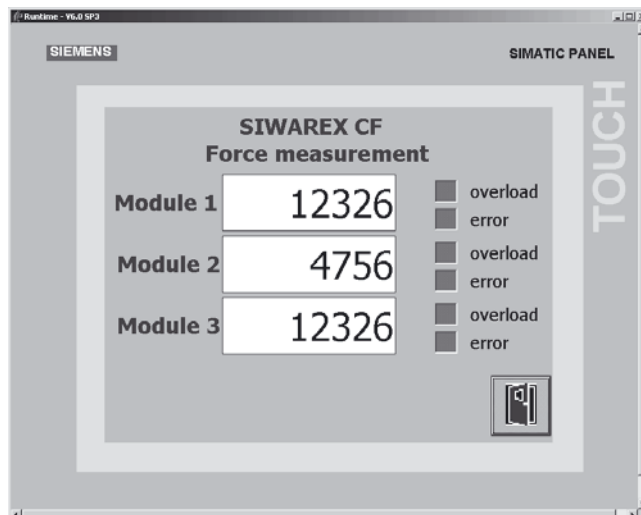 Runtime - V6.0 SP3
SIEMENS
SIMATIC PANEL
TOUCH
SIWAREX CF
Force measurement
Module 1 12326 overload
error
Module 2 4756 overload
error
Module 3 12326 overload
error